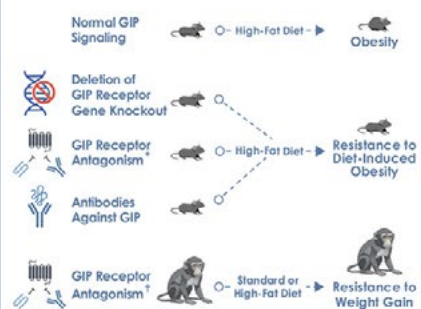 Normal GIP
Signaling
High-Fat Diet
Obesity
Deletion of
GIP Receptor
Gene Knockout
GIP Receptor
Antagonism*
High-Fat Diet
Resistance to
Diet-Induced
Obesity
Antibodies
Against GIP
GIP Receptor
Antagonism†
Standard or
High-Fat Diet
Resistance to
Weight Gain